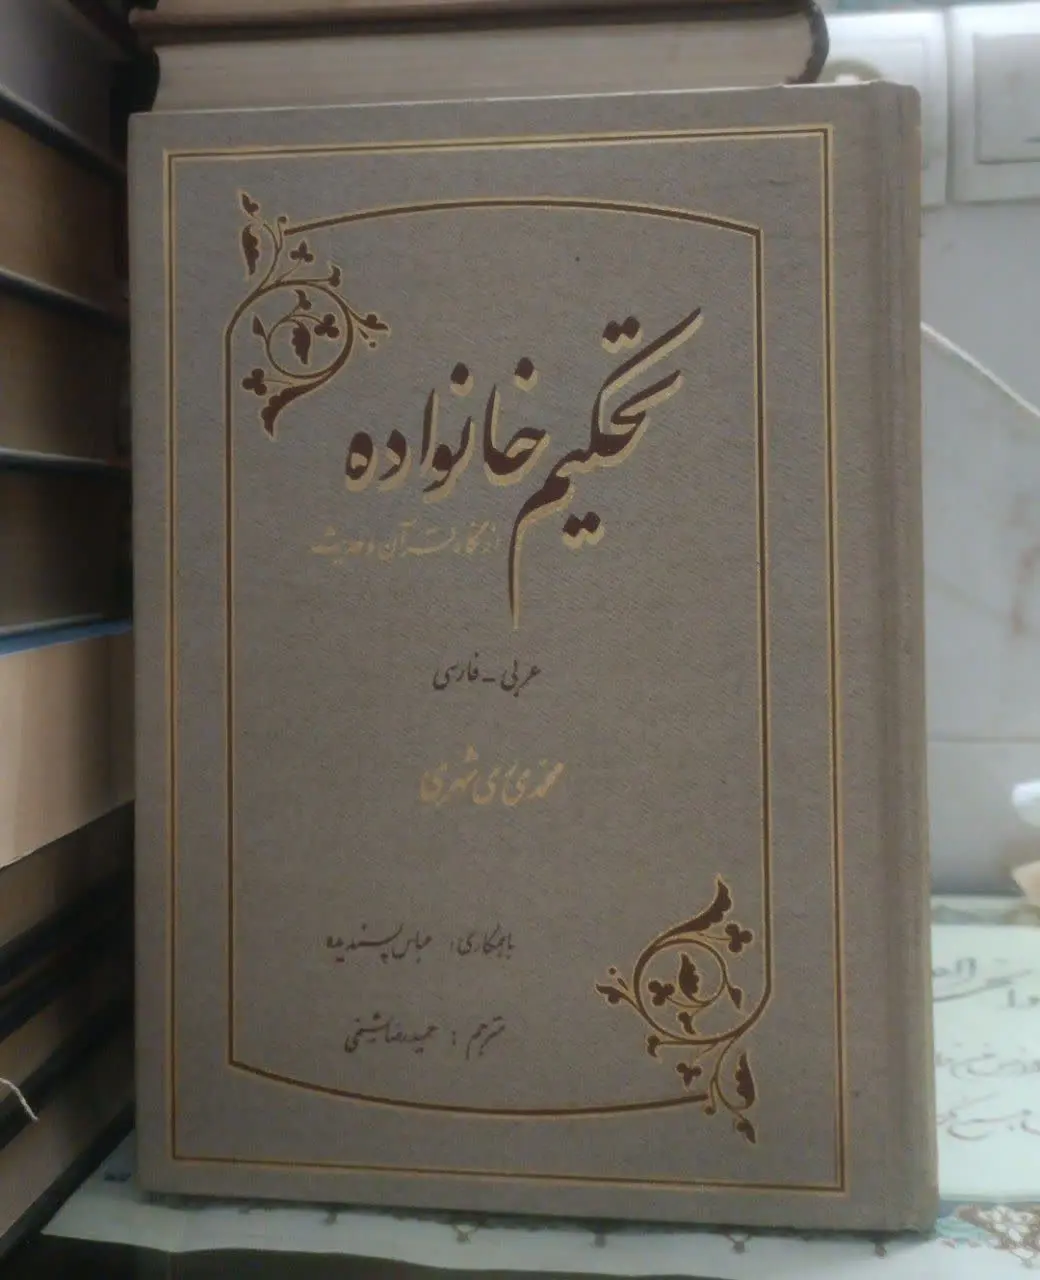 تحکیم خانواده
از نگاه قرآن و حدیث
عربی - فارسی
محمدی ری شهری
با همکاری: عباس پسندیده
مترجم: حمیدرضا شیخی